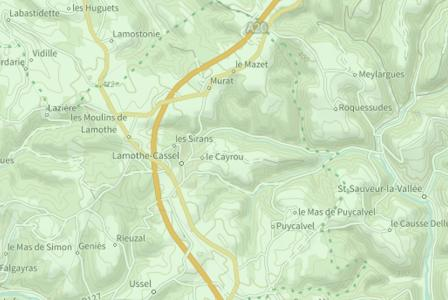 les Huguets
Labastidette
A20
Lamostonie
Vidille
le Mazet
Meylargues
Murat
Lazière
Roquessudes
les Moulins de
Lamothe
les Sirans
Lamothe-Cassel
le Cayrou
St-Sauveur-la-Vallée
le Mas de Puycalvel
Puycalvel
le Causse Dell
Rieuzal
le Mas de Simon
Geniès
Falgayras
Ussel
D127